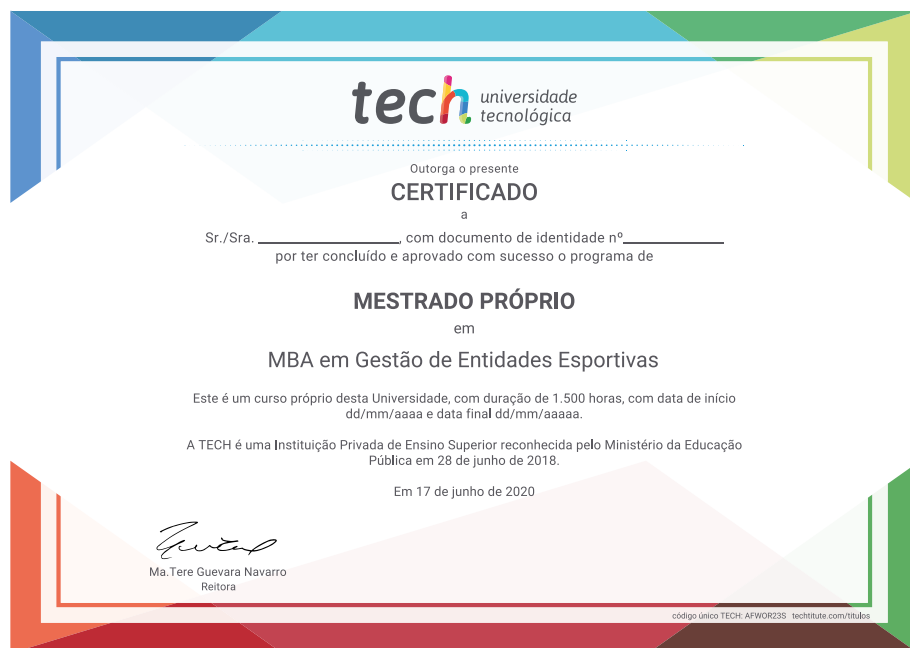 tech universidade
tecnológica
Outorga o presente
CERTIFICADO
a
Sr./Sra. ____________________, com documento de identidade nº______________
por ter concluído e aprovado com sucesso o programa de
MESTRADO PRÓPRIO
em
MBA em Gestão de Entidades Esportivas
Este é um curso próprio desta Universidade, com duração de 1.500 horas, com data de início
dd/mm/aaaa e data final dd/mm/aaaaa.
A TECH é uma Instituição Privada de Ensino Superior reconhecida pelo Ministério da Educação
Pública em 28 de junho de 2018.
Em 17 de junho de 2020
Ma.Tere Guevara Navarro
Reitora
código único TECH: AFWOR23S techtitute.com/titulos